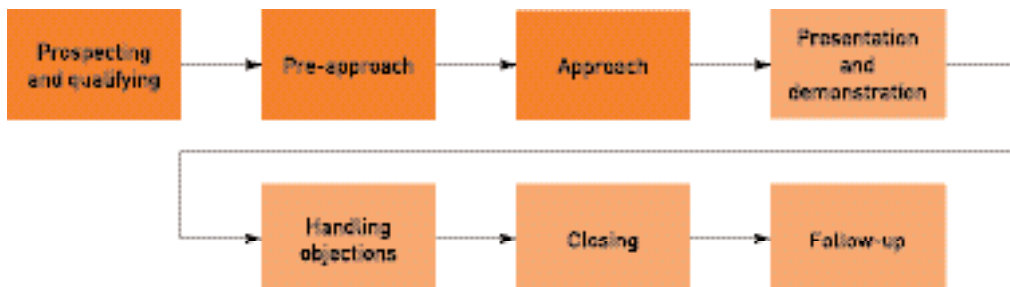 Prospecting
and qualifying
Pre-approach
Approach
Presentation
and
demonstration
Handling
objections
Closing
Follow-up